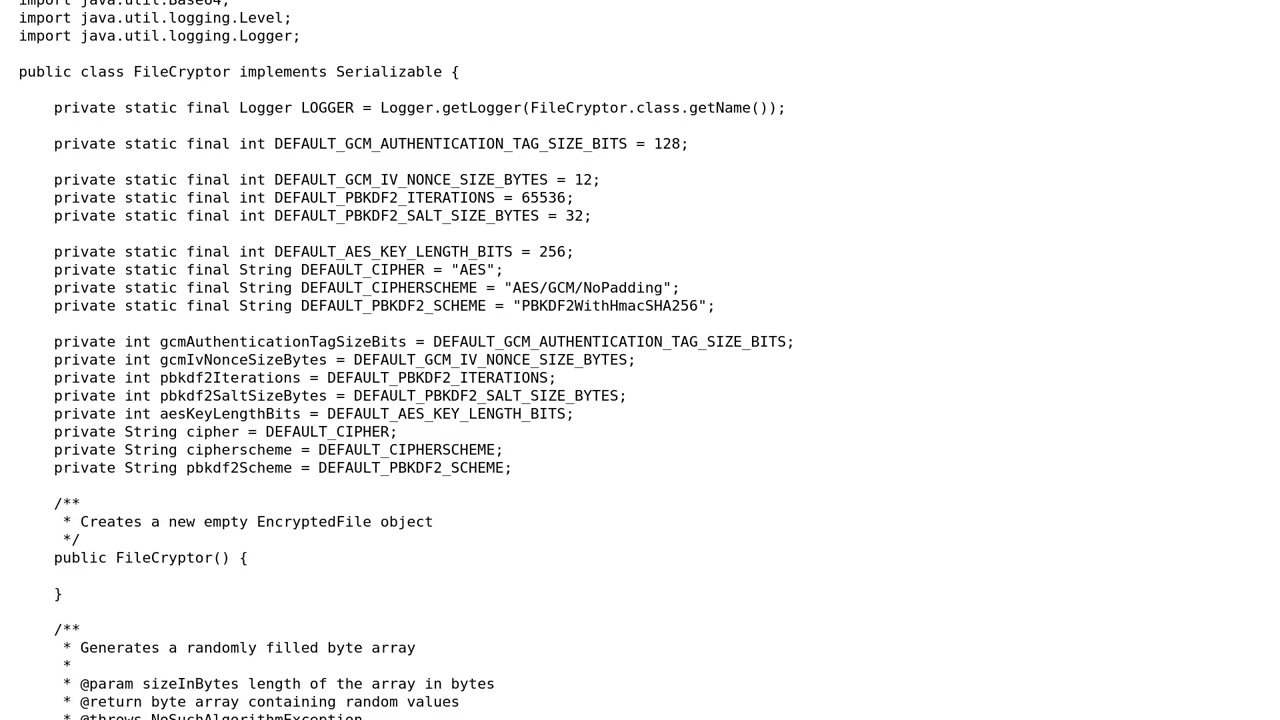 import java.util.Base64;
import java.util.logging.Level;
import java.util.logging.Logger;

public class FileCryptor implements Serializable {

    private static final Logger LOGGER = Logger.getLogger(FileCryptor.class.getName());

    private static final int DEFAULT_GCM_AUTHENTICATION_TAG_SIZE_BITS = 128;

    private static final int DEFAULT_GCM_IV_NONCE_SIZE_BYTES = 12;
    private static final int DEFAULT_PBKDF2_ITERATIONS = 65536;
    private static final int DEFAULT_PBKDF2_SALT_SIZE_BYTES = 32;

    private static final int DEFAULT_AES_KEY_LENGTH_BITS = 256;
    private static final String DEFAULT_CIPHER = "AES";
    private static final String DEFAULT_CIPHERSCHEME = "AES/GCM/NoPadding";
    private static final String DEFAULT_PBKDF2_SCHEME = "PBKDF2WithHmacSHA256";

    private int gcmAuthenticationTagSizeBits = DEFAULT_GCM_AUTHENTICATION_TAG_SIZE_BITS;
    private int gcmIvNonceSizeBytes = DEFAULT_GCM_IV_NONCE_SIZE_BYTES;
    private int pbkdf2Iterations = DEFAULT_PBKDF2_ITERATIONS;
    private int pbkdf2SaltSizeBytes = DEFAULT_PBKDF2_SALT_SIZE_BYTES;
    private int aesKeyLengthBits = DEFAULT_AES_KEY_LENGTH_BITS;
    private String cipher = DEFAULT_CIPHER;
    private String cipherscheme = DEFAULT_CIPHERSCHEME;
    private String pbkdf2Scheme = DEFAULT_PBKDF2_SCHEME;

    /**
     * Creates a new empty EncryptedFile object
     */
    public FileCryptor() {

    }

    /**
     * Generates a randomly filled byte array
     *
     * @param sizeInBytes length of the array in bytes
     * @return byte array containing random values
     * @throws NoSuchAlgorithmException